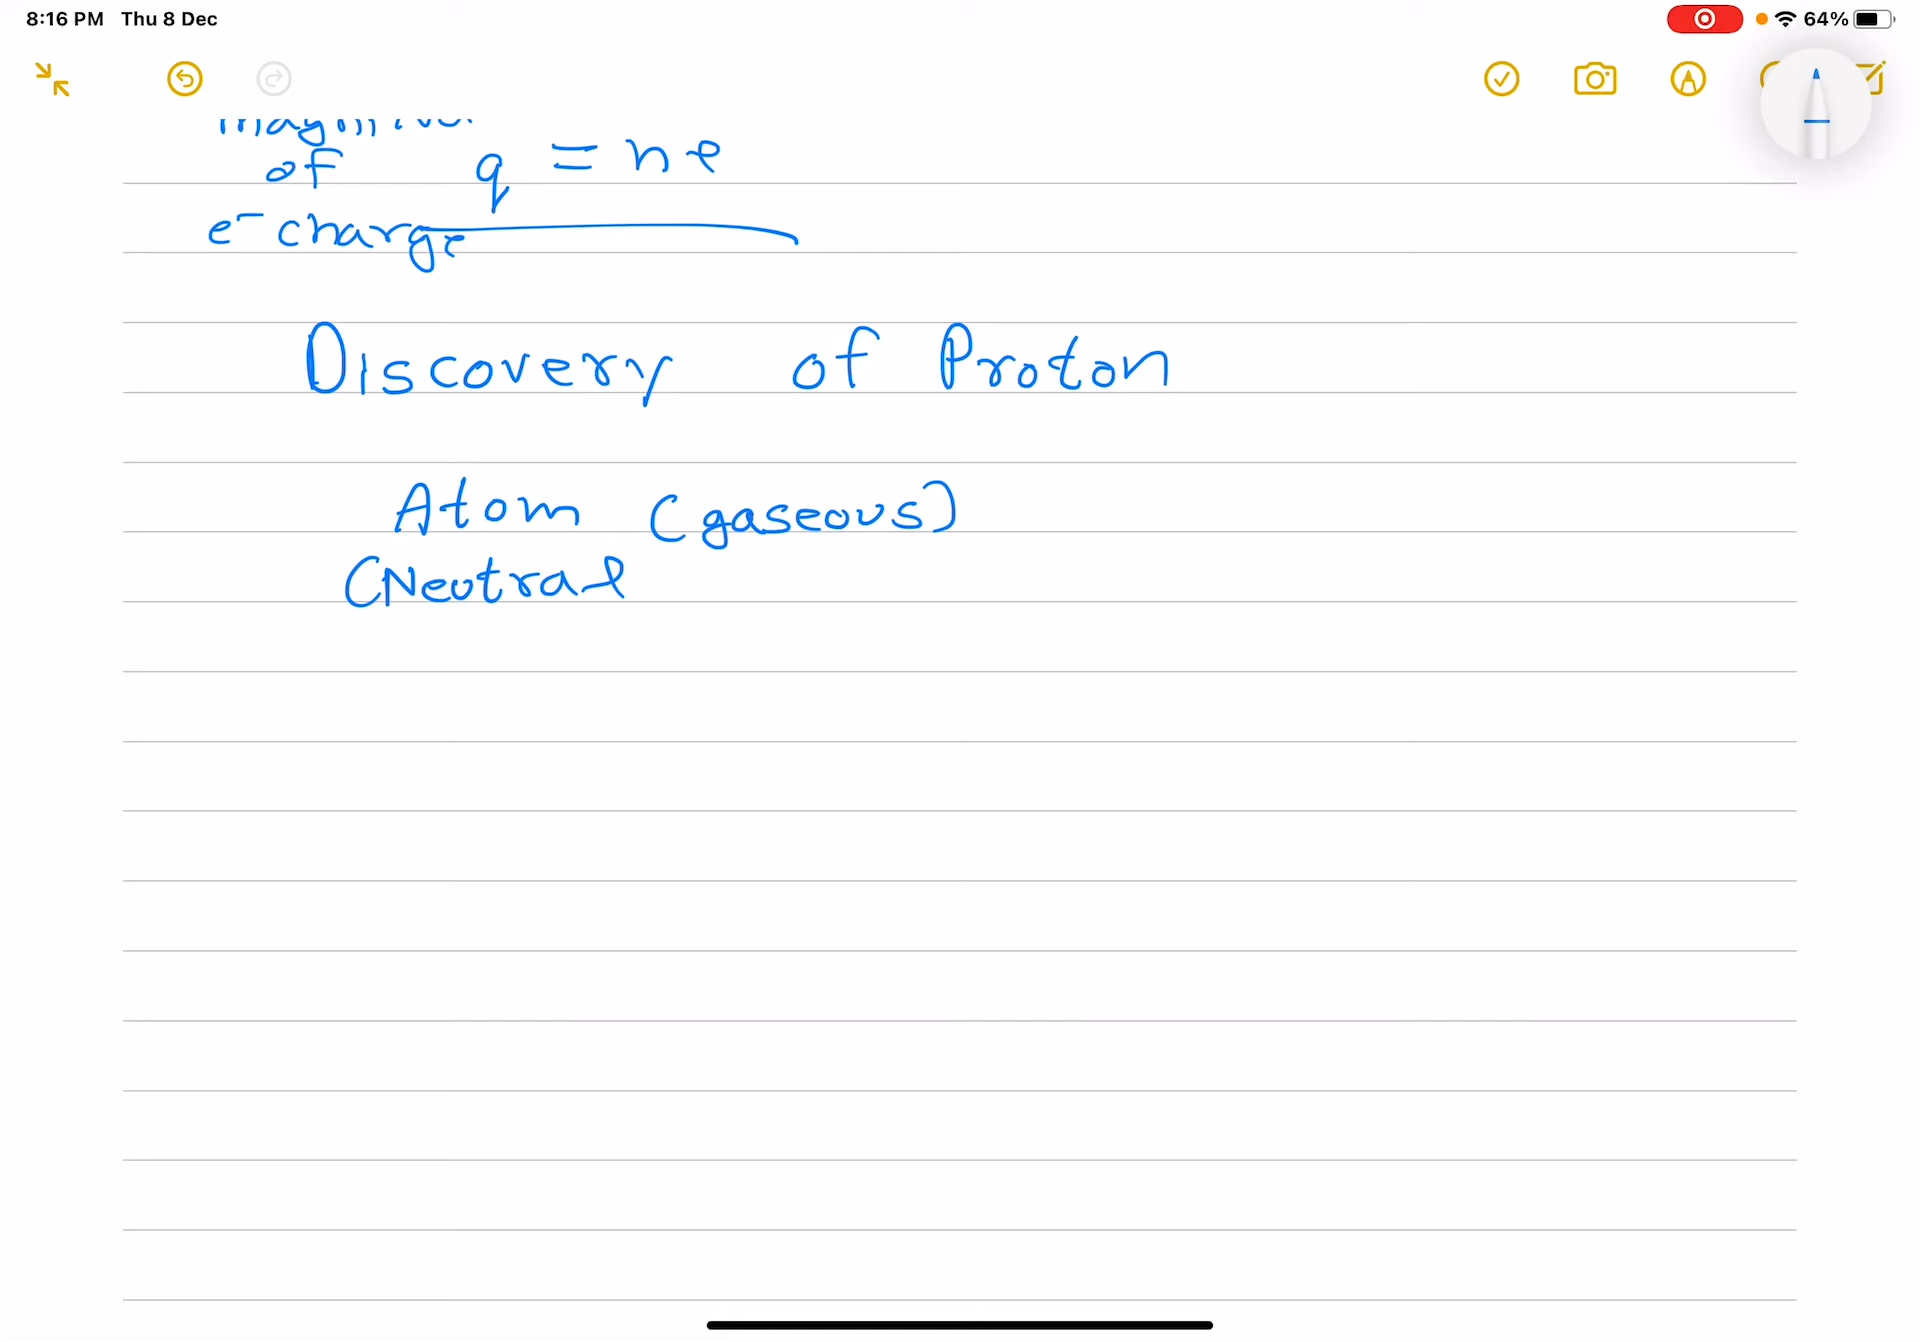 8:16 PM Thu 8 Dec
64%
of q = ne
e⁻ charge
Discovery of Proton
Atom (gaseous)
(Neutral